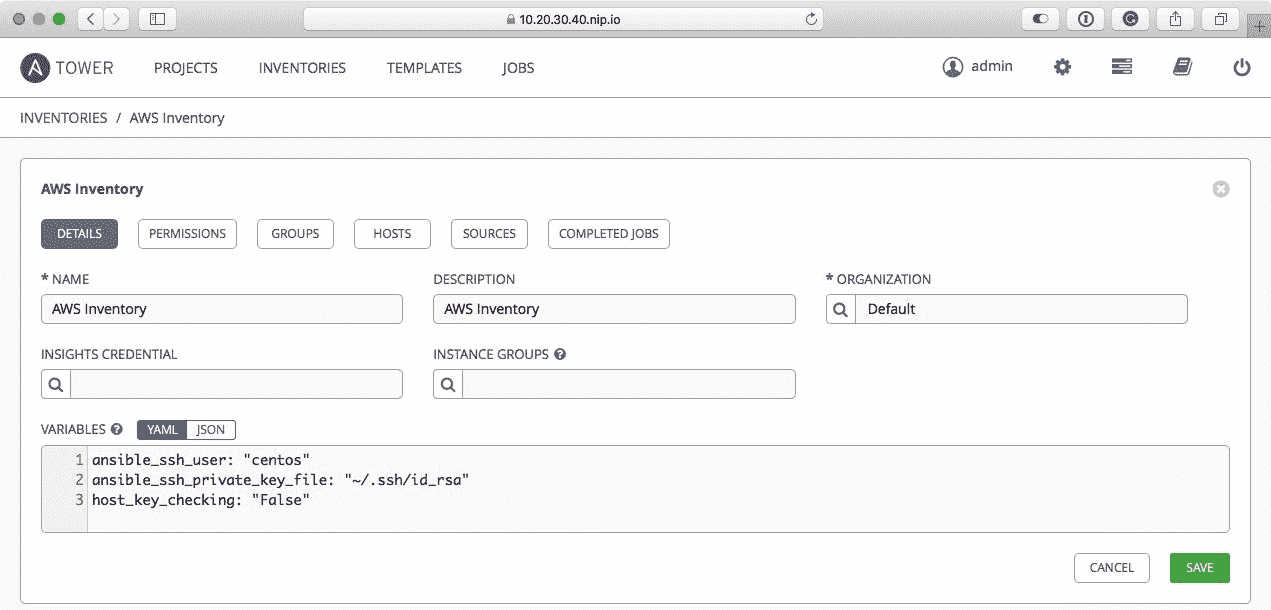 10.20.30.40.nip.io
A TOWER PROJECTS INVENTORIES TEMPLATES JOBS admin
INVENTORIES / AWS Inventory
AWS Inventory
DETAILS PERMISSIONS GROUPS HOSTS SOURCES COMPLETED JOBS
* NAME DESCRIPTION * ORGANIZATION
AWS Inventory AWS Inventory Default
INSIGHTS CREDENTIAL INSTANCE GROUPS ?
VARIABLES ? YAML JSON
1 ansible_ssh_user: "centos"
2 ansible_ssh_private_key_file: "~/.ssh/id_rsa"
3 host_key_checking: "False"
CANCEL SAVE